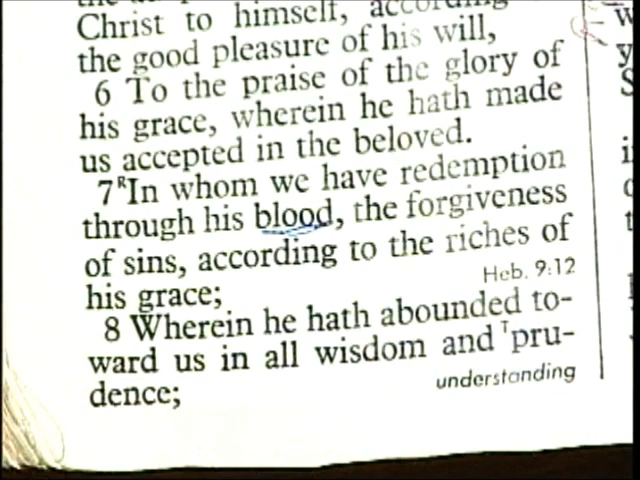 Christ to himself, according
the good pleasure of his will,
6 To the praise of the glory of
his grace, wherein he hath made
us accepted in the beloved.
7 ᴿIn whom we have redemption
through his blood, the forgiveness
of sins, according to the riches of
his grace;
Heb. 9:12
8 Wherein he hath abounded to-
ward us in all wisdom and ᵀpru-
dence;
understanding